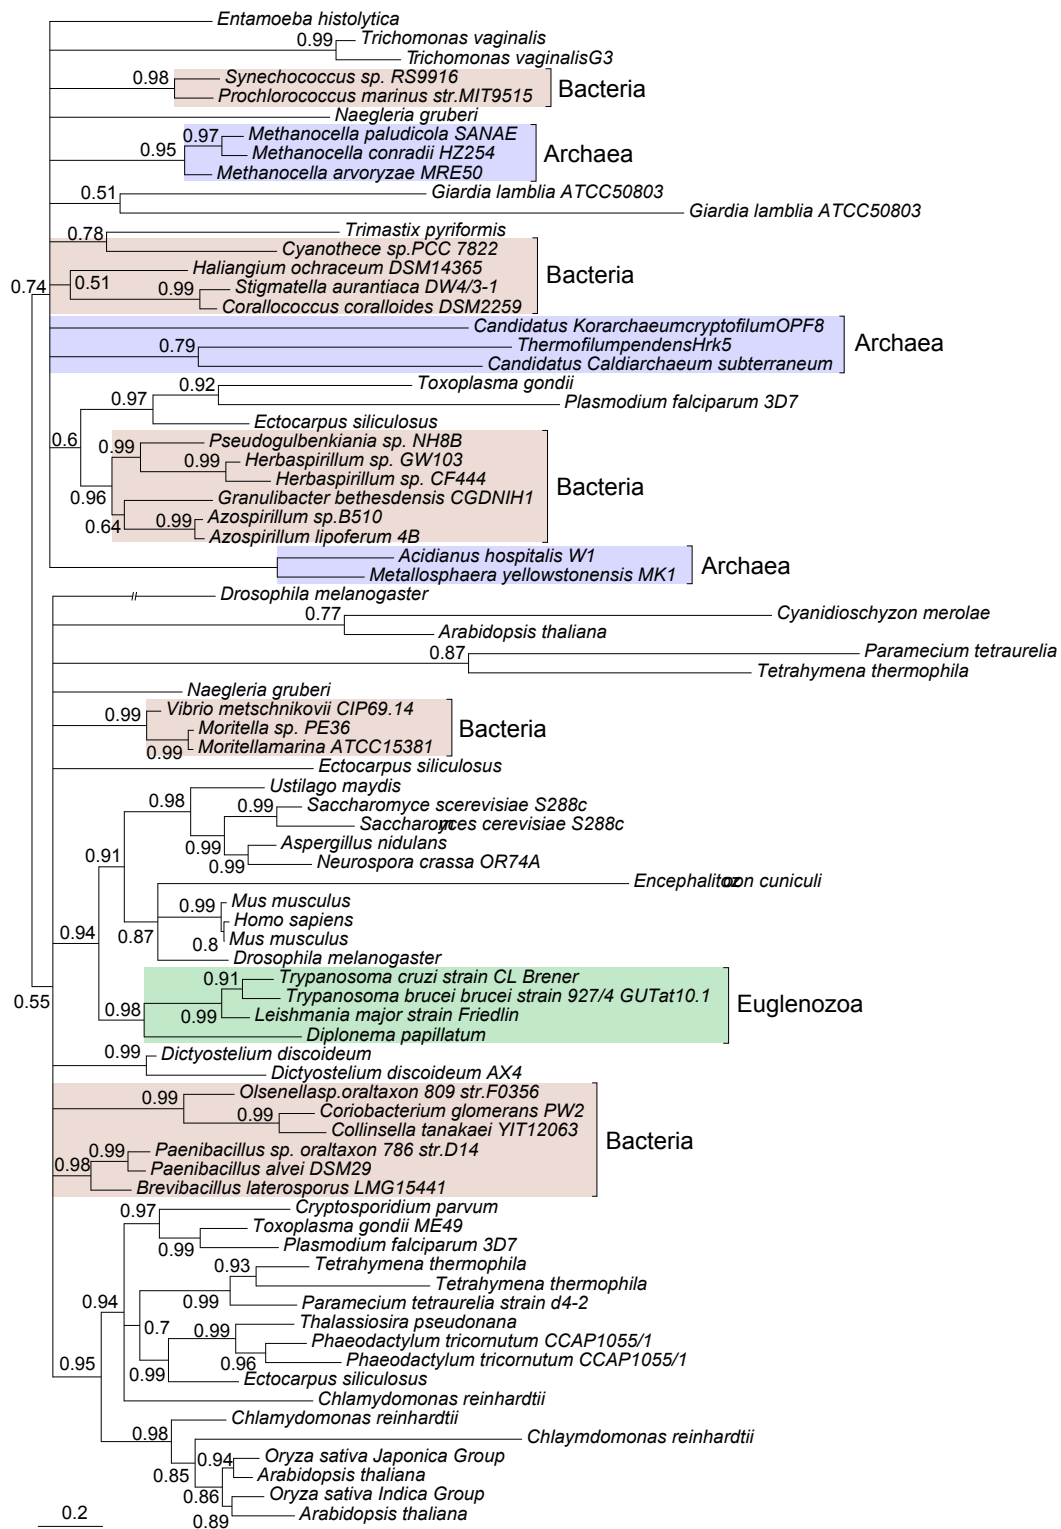 Entamoeba histolytica
0.99
Trichomonas vaginalis
Trichomonas vaginalisG3
0.98
Synechococcus sp. RS9916
Prochlorococcus marinus str.MIT9515
Bacteria
Naegleria gruberi
0.97
Methanocella paludicola SANAE
0.95
Methanocella conradii HZ254
Archaea
Methanocella arvoryzae MRE50
0.51
Giardia lamblia ATCC50803
Giardia lamblia ATCC50803
0.78
Trimastix pyriformis
Cyanothece sp.PCC 7822
Haliangium ochraceum DSM14365
Bacteria
0.74
0.51
0.99
Stigmatella aurantiaca DW4/3-1
Corallococcus coralloides DSM2259
Candidatus KorarchaeumcryptofilumOPF8
0.79
ThermofilumpendensHrk5
Archaea
Candidatus Caldiarchaeum subterraneum
0.92
Toxoplasma gondii
0.97
Plasmodium falciparum 3D7
Ectocarpus siliculosus
0.6
0.99
Pseudogulbenkiania sp. NH8B
0.99
Herbaspirillum sp. GW103
Herbaspirillum sp. CF444
Bacteria
0.96
Granulibacter bethesdensis CGDNIH1
0.64
0.99
Azospirillum sp.B510
Azospirillum lipoferum 4B
Acidianus hospitalis W1
Archaea
Metallosphaera yellowstonensis MK1
Drosophila melanogaster
0.77
Cyanidioschyzon merolae
Arabidopsis thaliana
0.87
Paramecium tetraurelia
Tetrahymena thermophila
Naegleria gruberi
0.99
Vibrio metschnikovii CIP69.14
Moritella sp. PE36
Bacteria
0.99
Moritellamarina ATCC15381
Ectocarpus siliculosus
Ustilago maydis
0.98
0.99
Saccharomyce scerevisiae S288c
Saccharomyces cerevisiae S288c
0.99
Aspergillus nidulans
0.91
0.99
Neurospora crassa OR74A
Encephalitozoon cuniculi
0.99
Mus musculus
Homo sapiens
0.94
0.87
0.8
Mus musculus
Drosophila melanogaster
0.91
Trypanosoma cruzi strain CL Brener
Trypanosoma brucei brucei strain 927/4 GUTat10.1
Euglenozoa
0.55
0.98
0.99
Leishmania major strain Friedlin
Diplonema papillatum
0.99
Dictyostelium discoideum
Dictyostelium discoideum AX4
0.99
Olsenellasp.oraltaxon 809 str.F0356
0.99
Coriobacterium glomerans PW2
Collinsella tanakaei YIT12063
Bacteria
0.99
Paenibacillus sp. oraltaxon 786 str.D14
0.98
Paenibacillus alvei DSM29
Brevibacillus laterosporus LMG15441
0.97
Cryptosporidium parvum
Toxoplasma gondii ME49
0.99
Plasmodium falciparum 3D7
0.93
Tetrahymena thermophila
Tetrahymena thermophila
0.94
0.99
Paramecium tetraurelia strain d4-2
0.7
0.99
Thalassiosira pseudonana
Phaeodactylum tricornutum CCAP1055/1
0.95
0.96
Phaeodactylum tricornutum CCAP1055/1
0.99
Ectocarpus siliculosus
Chlamydomonas reinhardtii
0.98
Chlamydomonas reinhardtii
Chlaymdomonas reinhardtii
0.94
Oryza sativa Japonica Group
0.85
Arabidopsis thaliana
0.86
Oryza sativa Indica Group
0.89
Arabidopsis thaliana
0.2